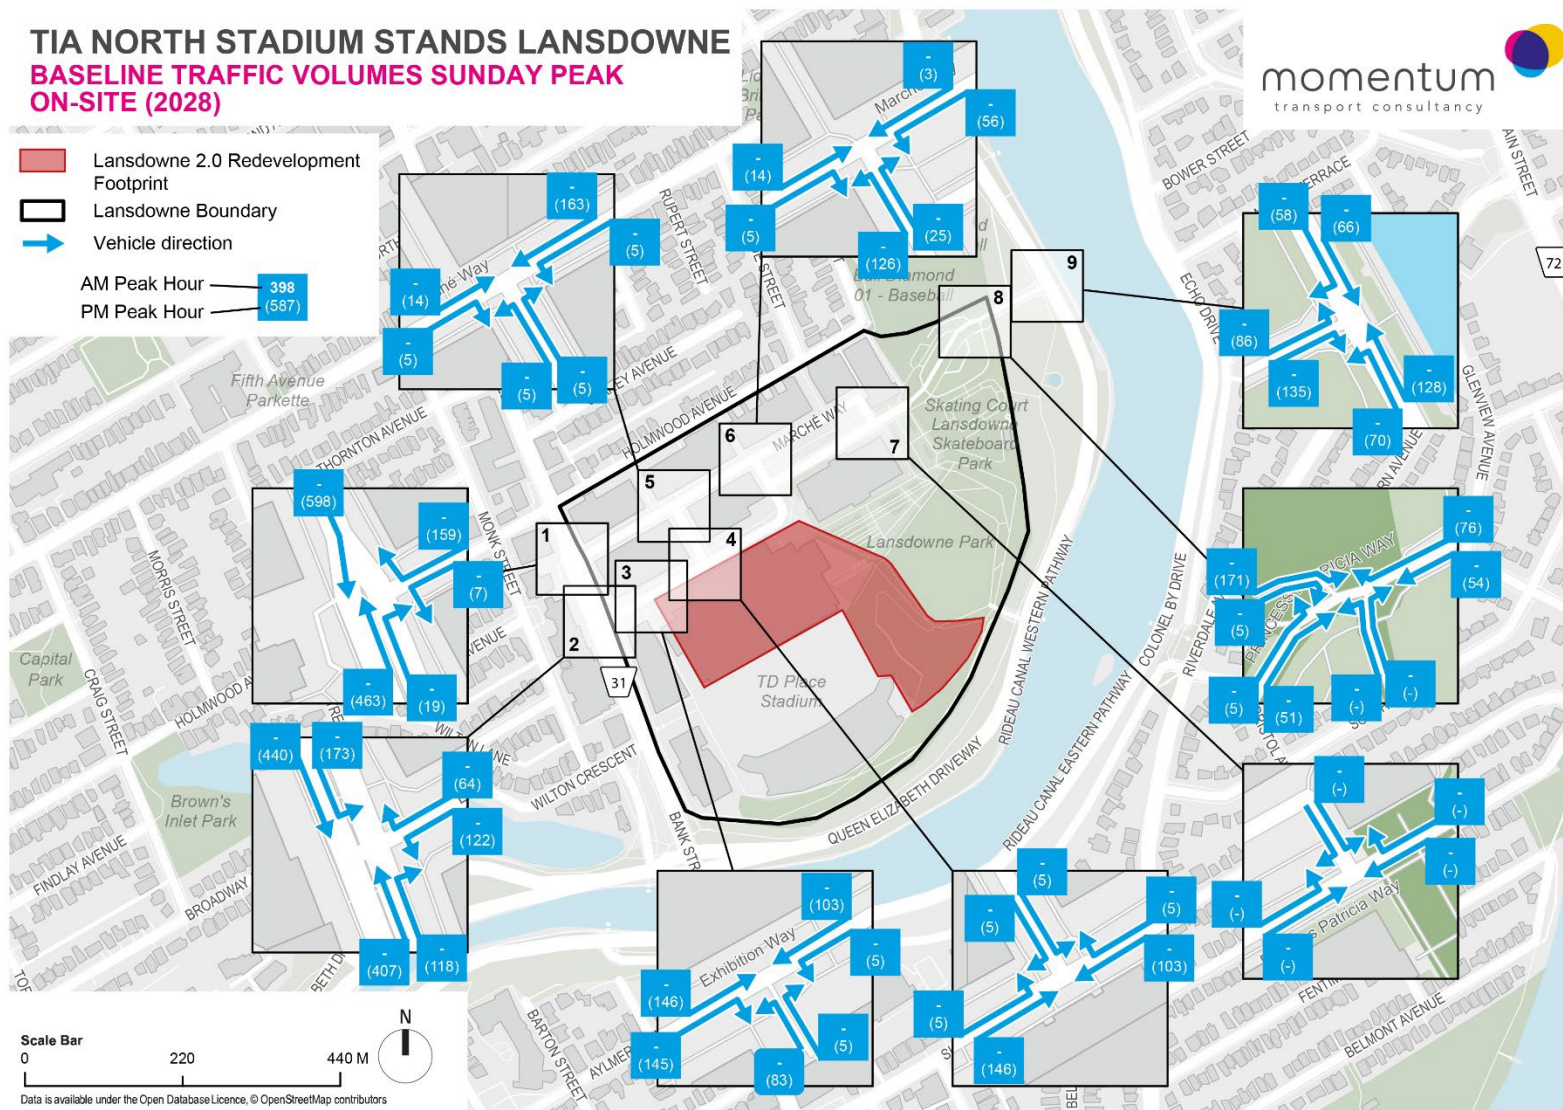 TIA NORTH STADIUM STANDS LANSDOWNE
BASELINE TRAFFIC VOLUMES SUNDAY PEAK
ON-SITE (2028)
momentum
transport consultancy
Lansdowne 2.0 Redevelopment
Footprint
Lansdowne Boundary
Vehicle direction
AM Peak Hour
PM Peak Hour
398
(587)
-
(163)
-
(5)
-
(14)
-
(5)
-
(5)
-
(5)
-
(3)
-
(56)
-
(14)
-
(5)
-
(126)
-
(25)
-
(58)
-
(66)
-
(86)
-
(135)
-
(128)
-
(70)
-
(598)
-
(159)
-
(7)
-
(463)
-
(19)
-
(76)
-
(54)
-
(171)
-
(5)
-
(5)
-
(51)
-
(-)
-
(-)
-
(440)
-
(173)
-
(64)
-
(122)
-
(407)
-
(118)
-
(103)
-
(5)
-
(146)
-
(145)
-
(83)
-
(5)
-
(5)
-
(5)
-
(5)
-
(103)
-
(5)
-
(146)
-
(-)
-
(-)
-
(-)
-
(-)
-
(-)
1
2
3
4
5
6
7
8
9
31
72
BOWER STREET
ECHO DRIVE
RUPERT STREET
Fifth Avenue
Parkette
THORNTON AVENUE
HOLMWOOD AVENUE
MARCHÉ WAY
01 - Baseball
Skating Court
Lansdowne
Skateboard
Park
Lansdowne Park
TD Place
Stadium
MONK STREET
MORRIS STREET
Capital
Park
CRAIG STREET
Brown's
Inlet Park
FINDLAY AVENUE
BROADWAY
WILTON CRESCENT
QUEEN ELIZABETH DRIVEWAY
RIDEAU CANAL WESTERN PATHWAY
RIDEAU CANAL EASTERN PATHWAY
COLONEL BY DRIVE
GLENVIEW AVENUE
Exhibition Way
BARTON STREET
BELMONT AVENUE
Scale Bar
0
220
440 M
N
Data is available under the Open Database Licence, © OpenStreetMap contributors